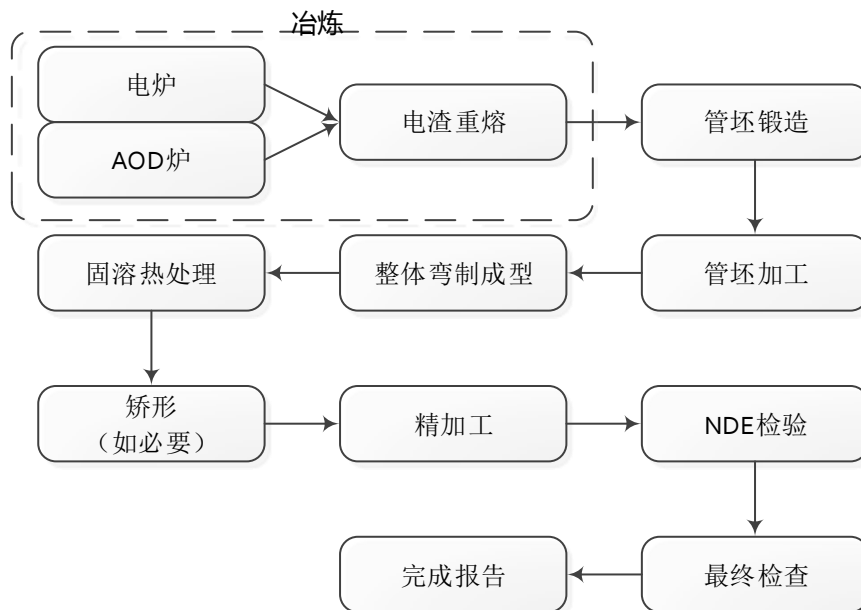 冶炼
电炉
AOD炉
电渣重熔
管坯锻造
固溶热处理
整体弯制成型
管坯加工
矫形
（如必要）
精加工
NDE检验
完成报告
最终检查